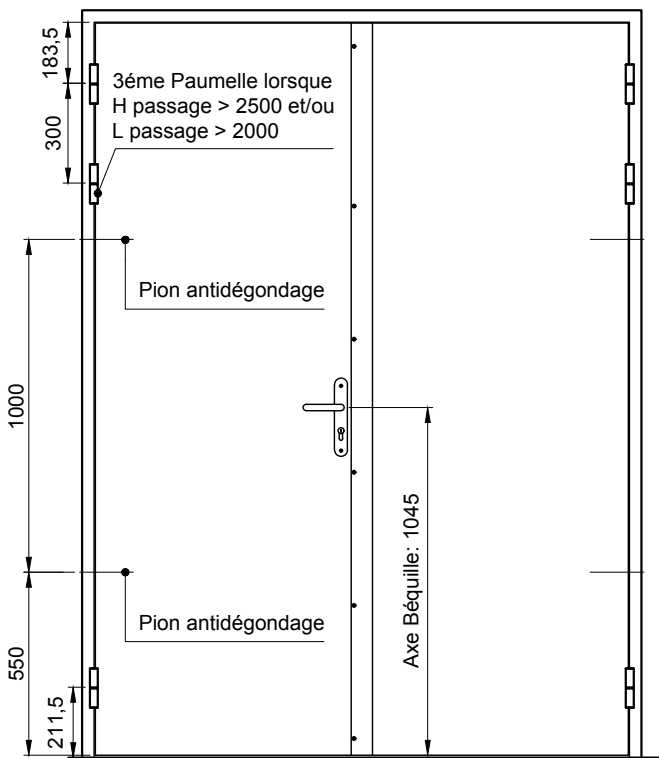 183,5
3éme Paumelle lorsque
H passage > 2500 et/ou
L passage > 2000
300
Pion antidégondage
1000
Axe Béquille: 1045
Pion antidégondage
550
211,5